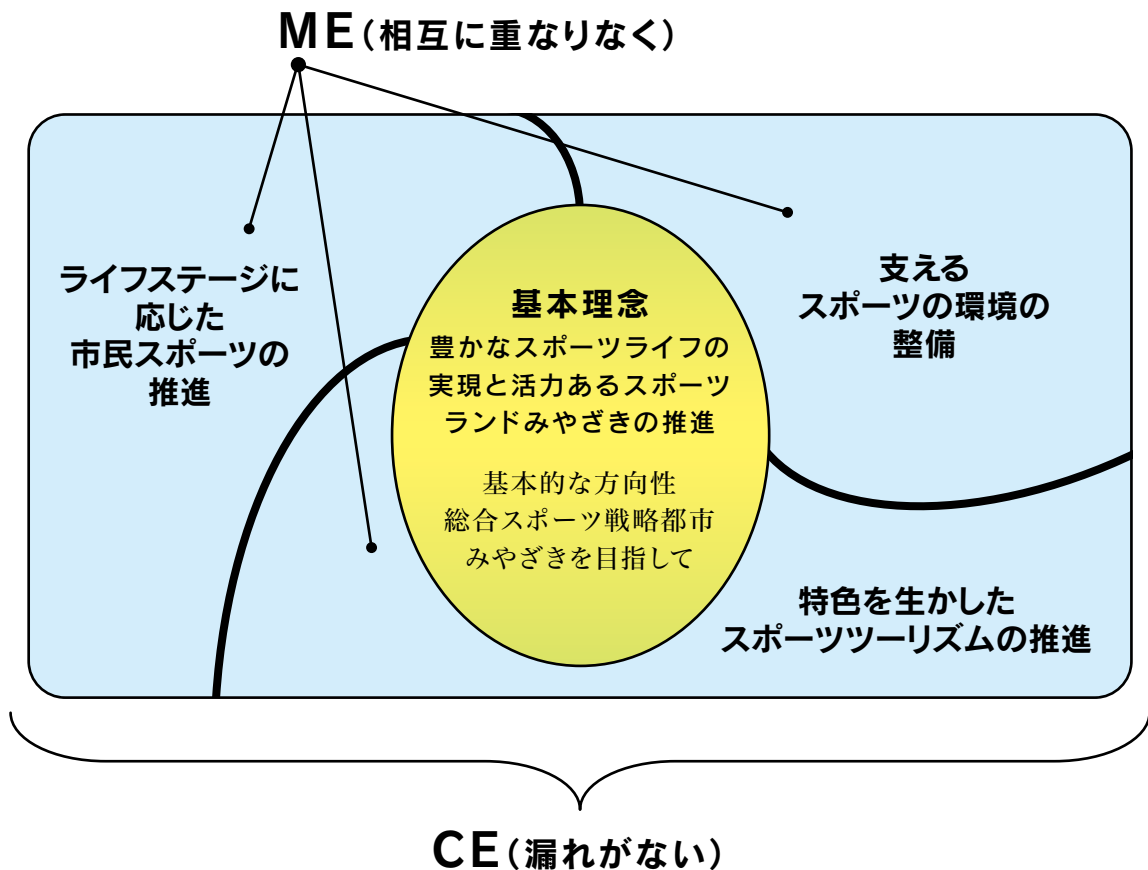 ME(相互に重なりなく)
ライフステージに
応じた
市民スポーツの
推進
基本理念
豊かなスポーツライフの
実現と活力あるスポーツ
ランドみやざきの推進
基本的な方向性
総合スポーツ戦略都市
みやざきを目指して
支える
スポーツの環境の
整備
特色を生かした
スポーツツーリズムの推進
CE(漏れがない)